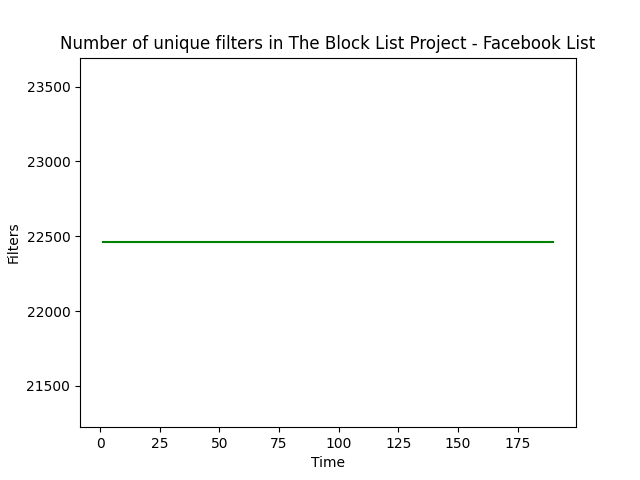 Number of unique filters in The Block List Project - Facebook List
23500
23000
22500
22000
21500
Filters
0 25 50 75 100 125 150 175
Time